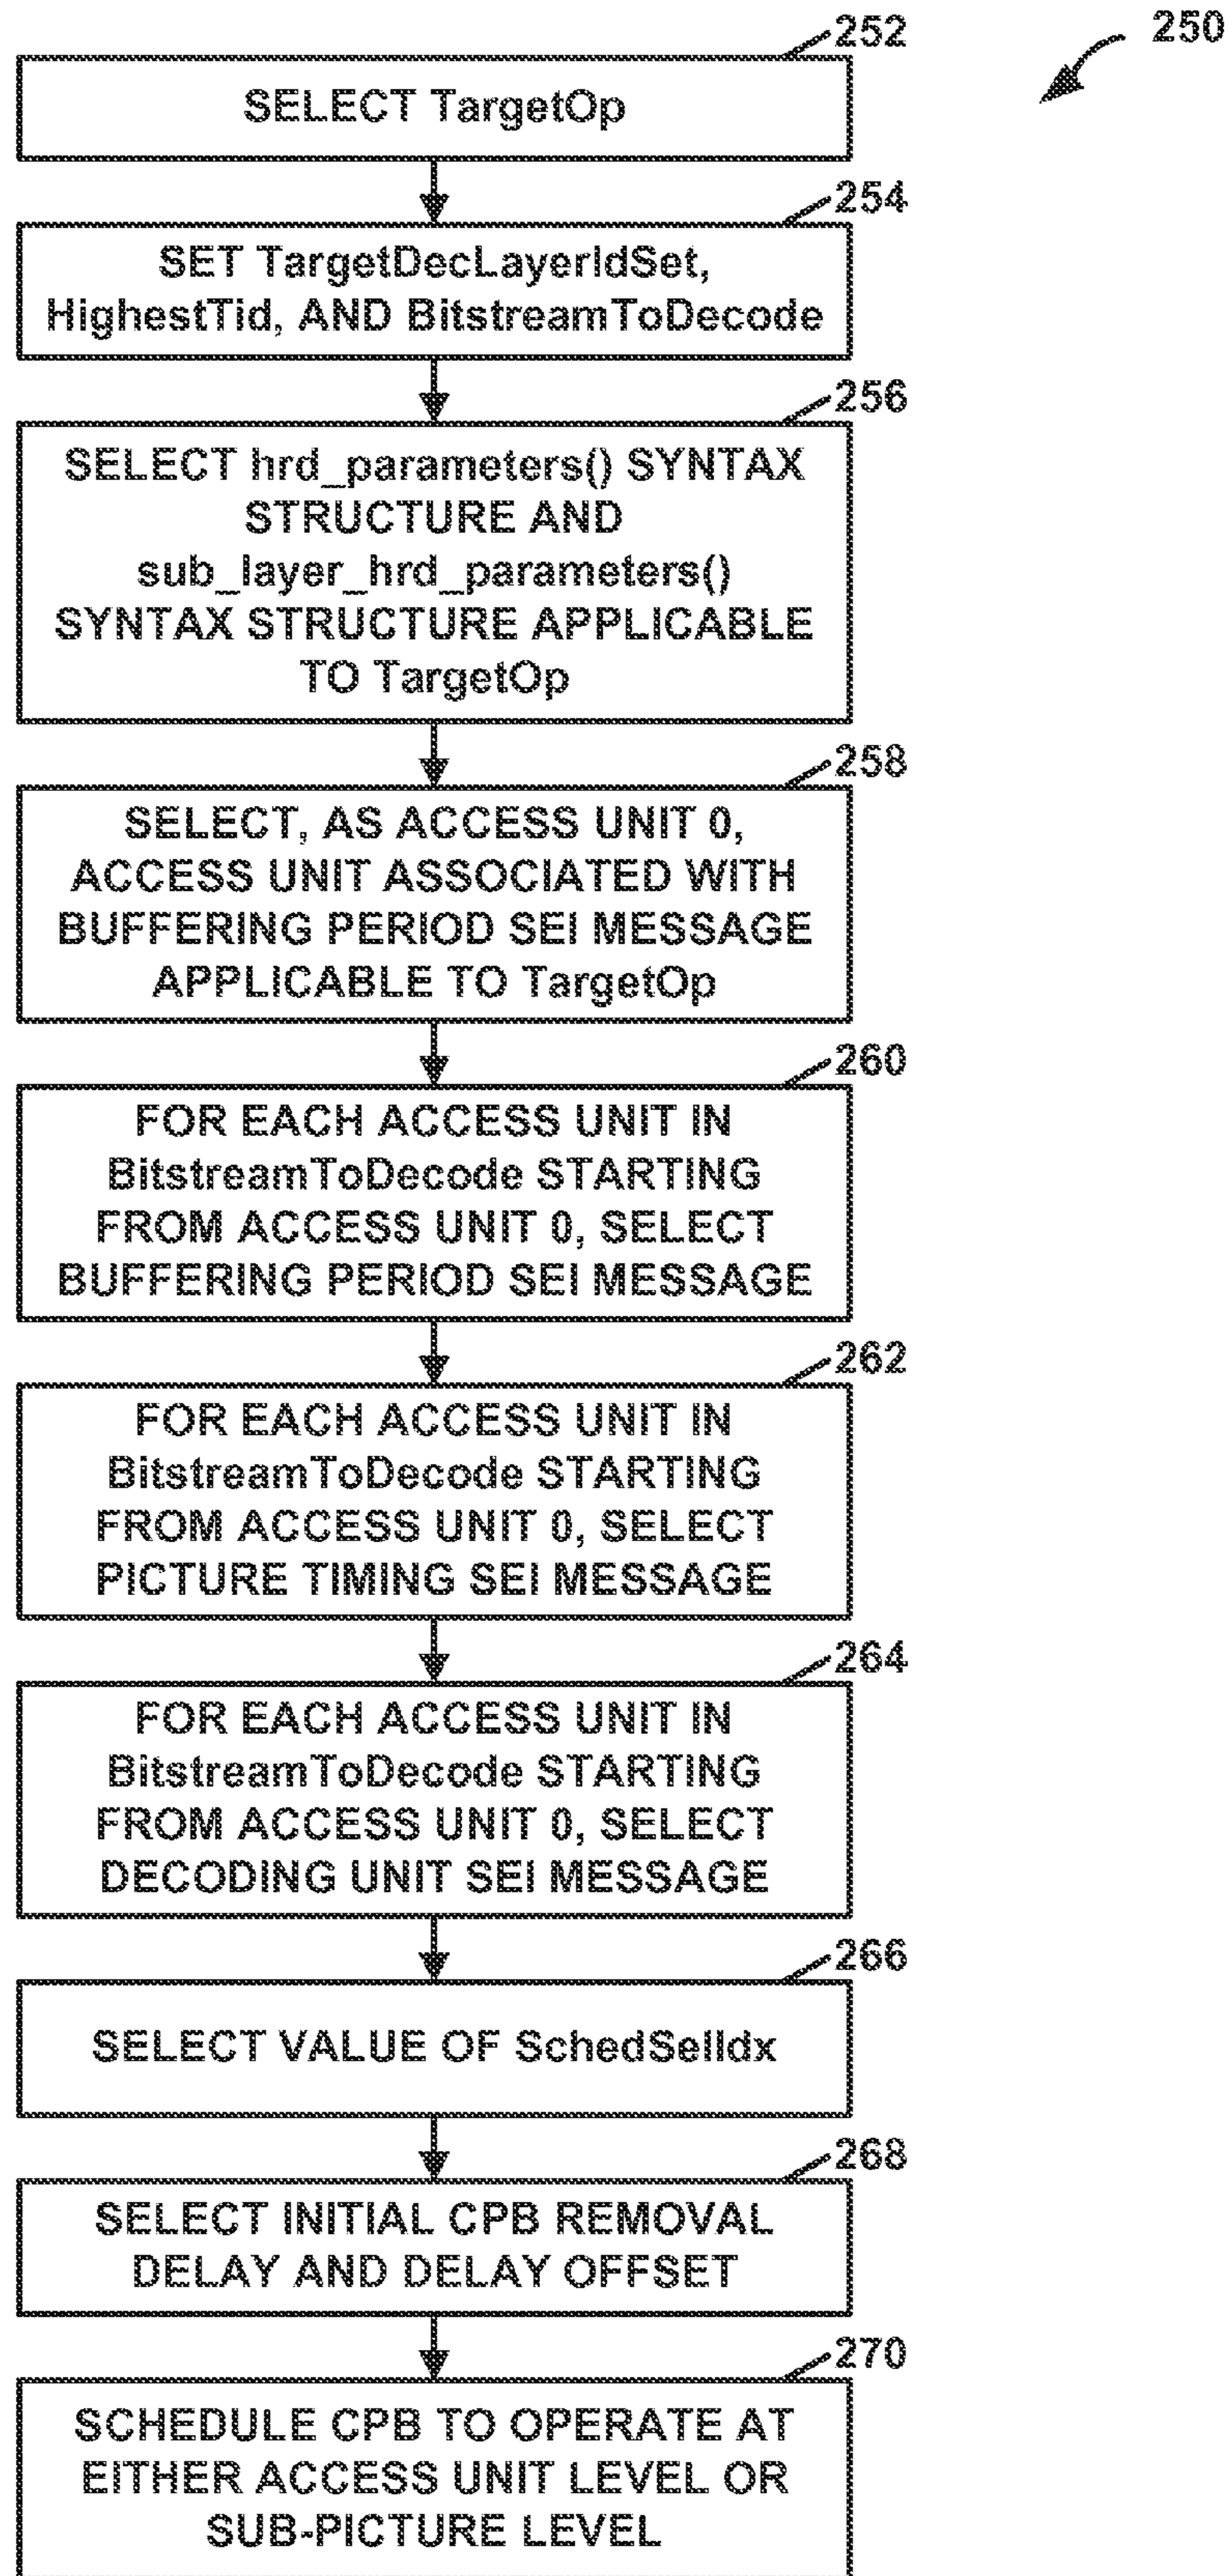 252
250
SELECT TargetOp
254
SET TargetDecLayerIdSet,
HighestTid, AND BitstreamToDecode
256
SELECT hrd_parameters() SYNTAX
STRUCTURE AND
sub_layer_hrd_parameters()
SYNTAX STRUCTURE APPLICABLE
TO TargetOp
258
SELECT, AS ACCESS UNIT 0,
ACCESS UNIT ASSOCIATED WITH
BUFFERING PERIOD SEI MESSAGE
APPLICABLE TO TargetOp
260
FOR EACH ACCESS UNIT IN
BitstreamToDecode STARTING
FROM ACCESS UNIT 0, SELECT
BUFFERING PERIOD SEI MESSAGE
262
FOR EACH ACCESS UNIT IN
BitstreamToDecode STARTING
FROM ACCESS UNIT 0, SELECT
PICTURE TIMING SEI MESSAGE
264
FOR EACH ACCESS UNIT IN
BitstreamToDecode STARTING
FROM ACCESS UNIT 0, SELECT
DECODING UNIT SEI MESSAGE
266
SELECT VALUE OF SchedSelIdx
268
SELECT INITIAL CPB REMOVAL
DELAY AND DELAY OFFSET
270
SCHEDULE CPB TO OPERATE AT
EITHER ACCESS UNIT LEVEL OR
SUB-PICTURE LEVEL